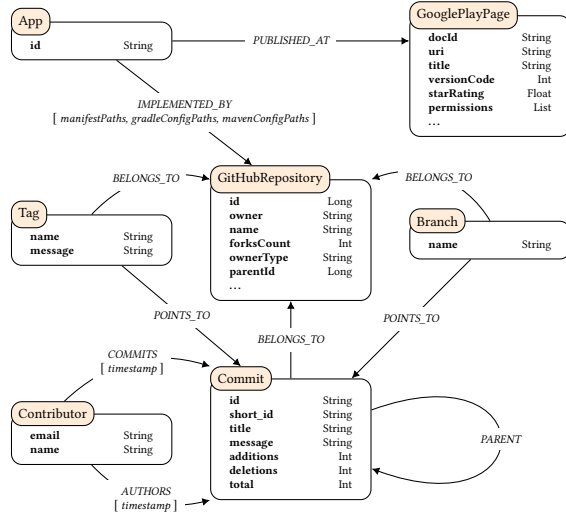 App
id String
PUBLISHED_AT
GooglePlayPage
docId String
uri String
title String
versionCode Int
starRating Float
permissions List
...
IMPLEMENTED_BY
[ manifestPaths, gradleConfigPaths, mavenConfigPaths ]
BELONGS_TO
GitHubRepository
id Long
owner String
name String
forksCount Int
ownerType String
parentId Long
...
BELONGS_TO
Tag
name String
message String
Branch
name String
POINTS_TO
BELONGS_TO
POINTS_TO
COMMITS
[ timestamp ]
Commit
id String
short_id String
title String
message String
additions Int
deletions Int
total Int
PARENT
Contributor
email String
name String
AUTHORS
[ timestamp ]